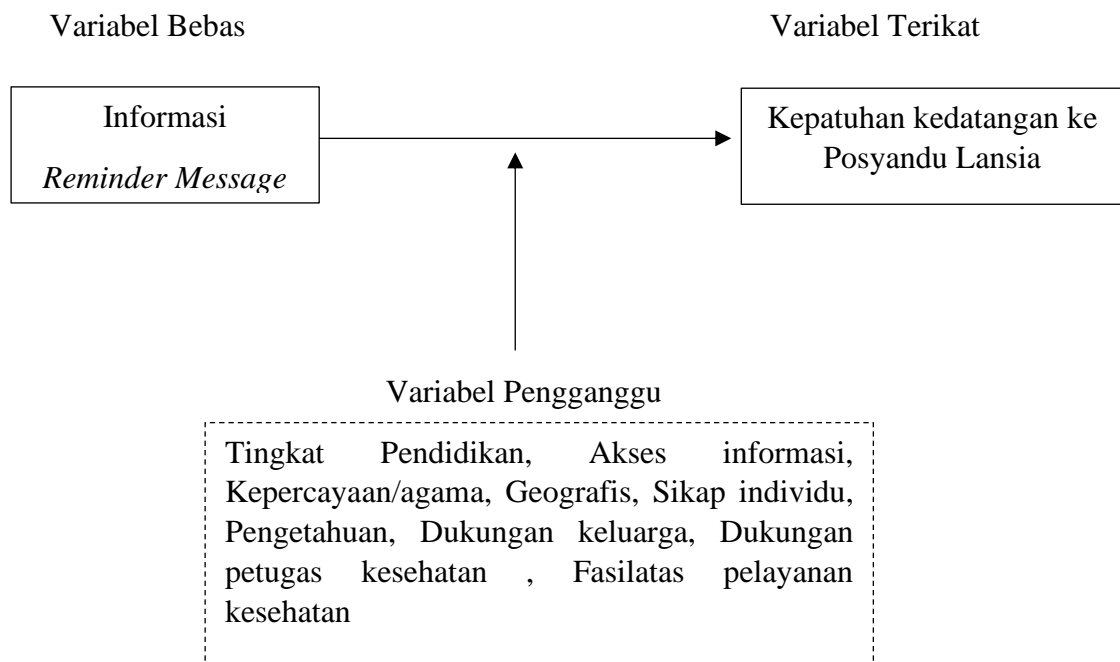 Variabel Bebas
Variabel Terikat
Informasi
Reminder Message
Kepatuhan kedatangan ke
Posyandu Lansia
Variabel Pengganggu
Tingkat Pendidikan, Akses informasi,
Kepercayaan/agama, Geografis, Sikap individu,
Pengetahuan, Dukungan keluarga, Dukungan
petugas kesehatan , Fasilatas pelayanan
kesehatan